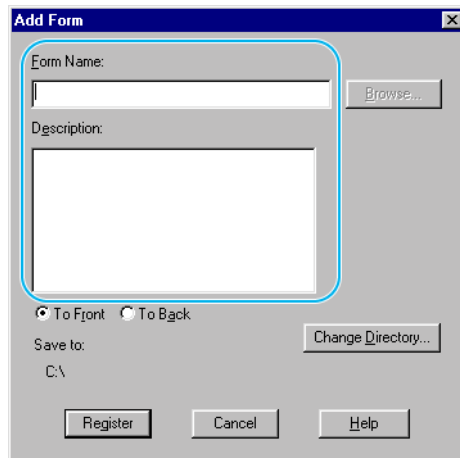 Add Form
Form Name:
Browse...
Description:
To Front To Back
Save to:
Change Directory...
C:\
Register Cancel Help